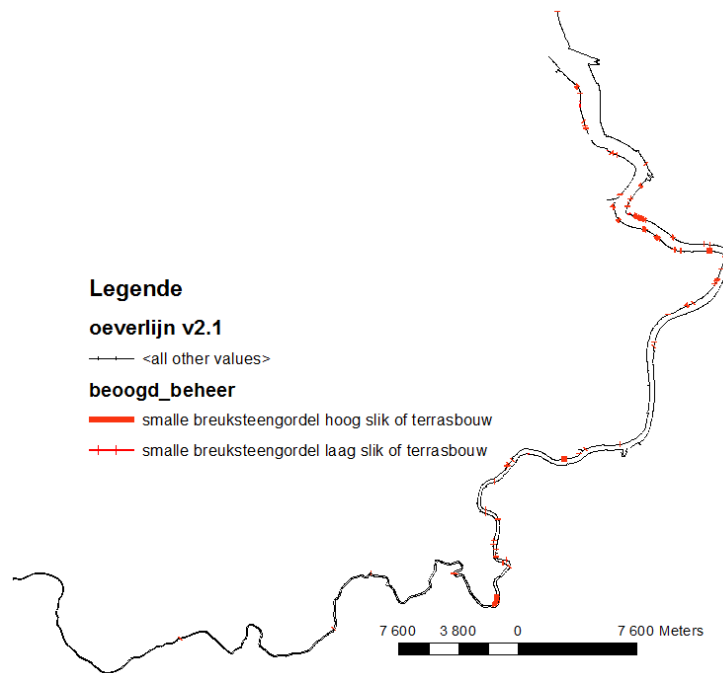 Legende
oeverlijn v2.1
<all other values>
beoogd_beheer
smalle breuksteengordel hoog slik of terrasbouw
smalle breuksteengordel laag slik of terrasbouw
7 600 3 800 0 7 600 Meters